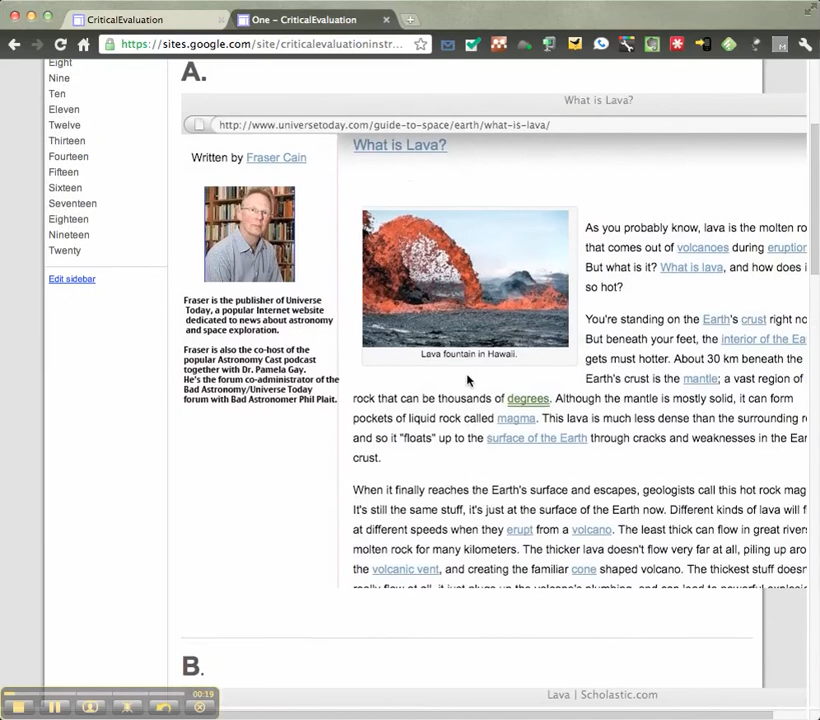 CriticalEvaluation
One – CriticalEvaluation
https://sites.google.com/site/criticalevaluationinstr...
Eight
Nine
Ten
Eleven
Twelve
Thirteen
Fourteen
Fifteen
Sixteen
Seventeen
Eighteen
Nineteen
Twenty
Edit sidebar
A.
What is Lava?
http://www.universetoday.com/guide-to-space/earth/what-is-lava/
Written by Fraser Cain
Fraser is the publisher of Universe
Today, a popular Internet website
dedicated to news about astronomy
and space exploration.
Fraser is also the co-host of the
popular Astronomy Cast podcast
together with Dr. Pamela Gay.
He's the forum co-administrator of the
Bad Astronomy/Universe Today
forum with Bad Astronomer Phil Plait.
What is Lava?
Lava fountain in Hawaii.
As you probably know, lava is the molten ro
that comes out of volcanoes during eruption
But what is it? What is lava, and how does i
so hot?
You're standing on the Earth's crust right no
But beneath your feet, the interior of the Ea
gets must hotter. About 30 km beneath the
Earth's crust is the mantle; a vast region of
rock that can be thousands of degrees. Although the mantle is mostly solid, it can form
pockets of liquid rock called magma. This lava is much less dense than the surrounding r
and so it "floats" up to the surface of the Earth through cracks and weaknesses in the Ear
crust.
When it finally reaches the Earth's surface and escapes, geologists call this hot rock mag
It's still the same stuff, it's just at the surface of the Earth now. Different kinds of lava will f
at different speeds when they erupt from a volcano. The least thick can flow in great river
molten rock for many kilometers. The thicker lava doesn't flow very far at all, piling up aro
the volcanic vent, and creating the familiar cone shaped volcano. The thickest stuff doesn
B.
Lava | Scholastic.com
00:19